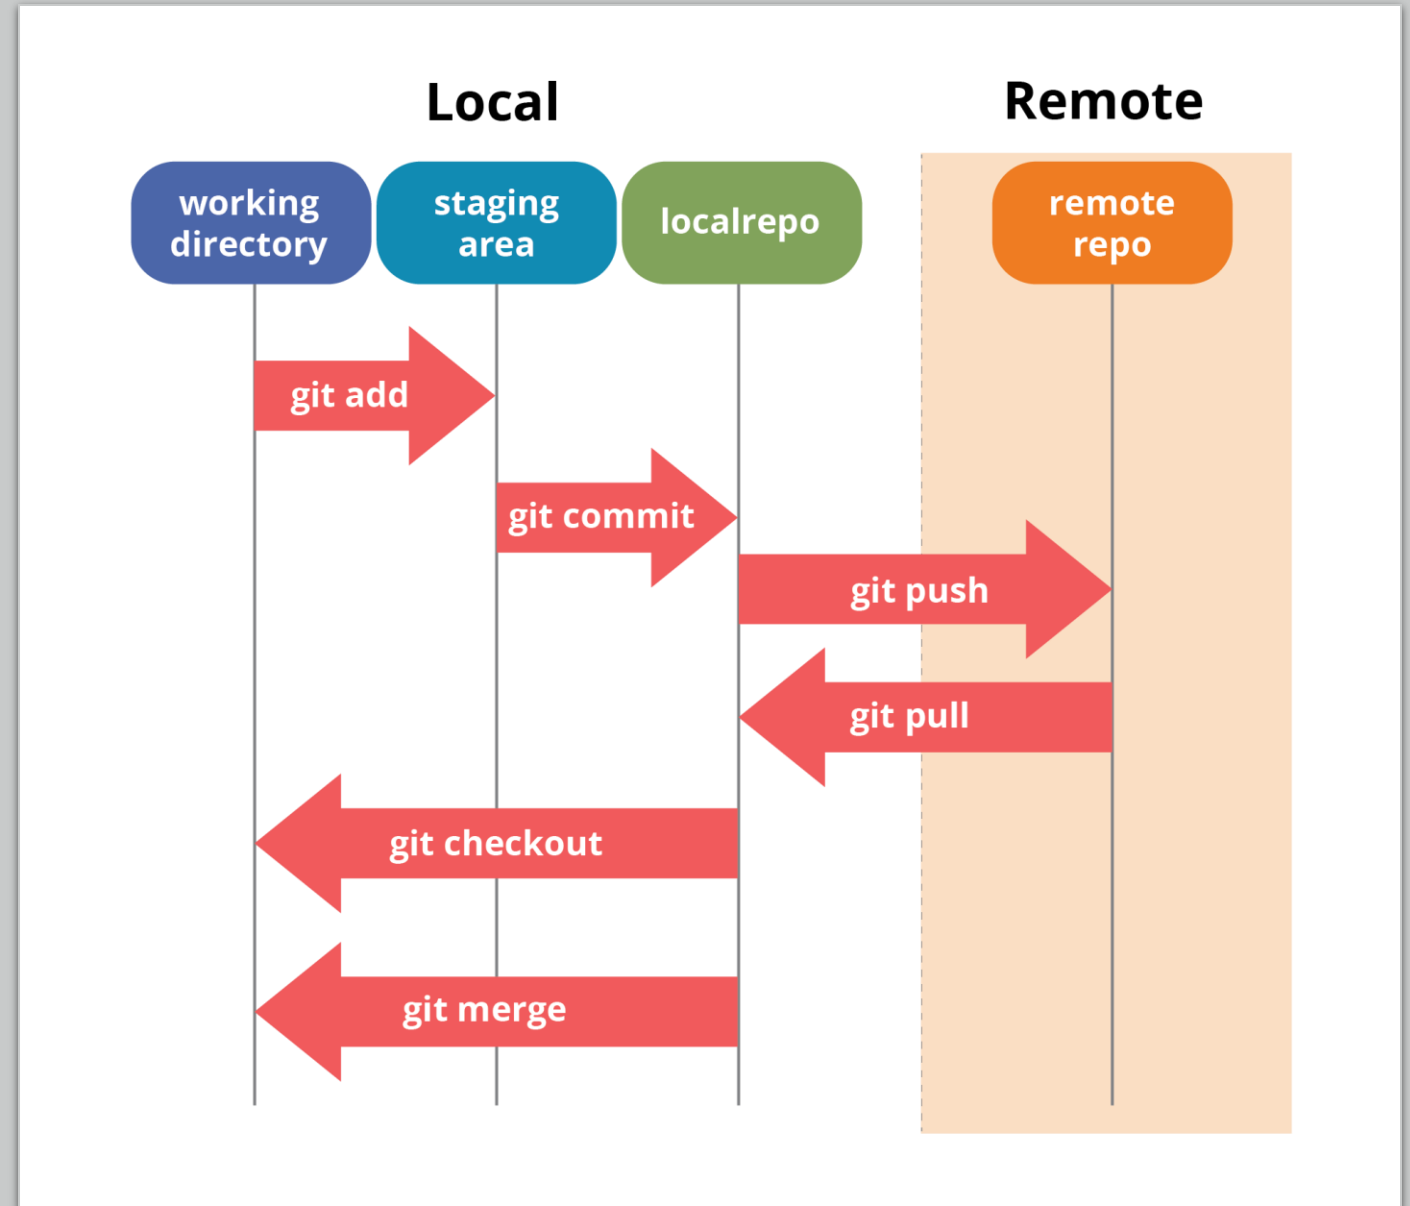 Local
Remote
working
directory
staging
area
localrepo
remote
repo
git add
git commit
git push
git pull
git checkout
git merge